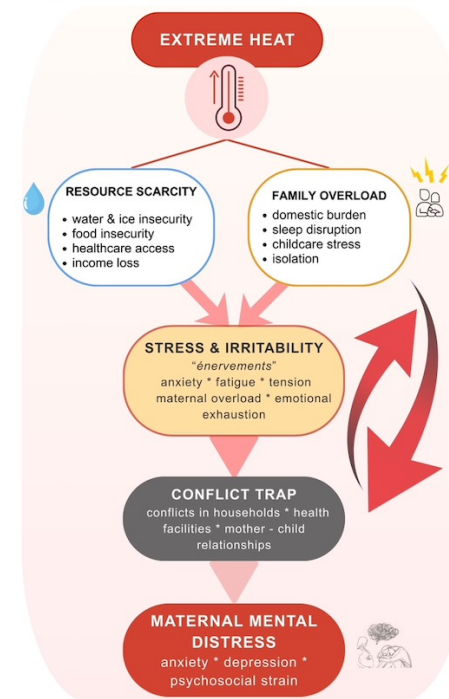 EXTREME HEAT
RESOURCE SCARCITY
• water & ice insecurity
• food insecurity
• healthcare access
• income loss
FAMILY OVERLOAD
• domestic burden
• sleep disruption
• childcare stress
• isolation
STRESS & IRRITABILITY
“énervements”
anxiety * fatigue * tension
maternal overload * emotional
exhaustion
CONFLICT TRAP
conflicts in households * health
facilities * mother - child
relationships
MATERNAL MENTAL
DISTRESS
anxiety * depression *
psychosocial strain